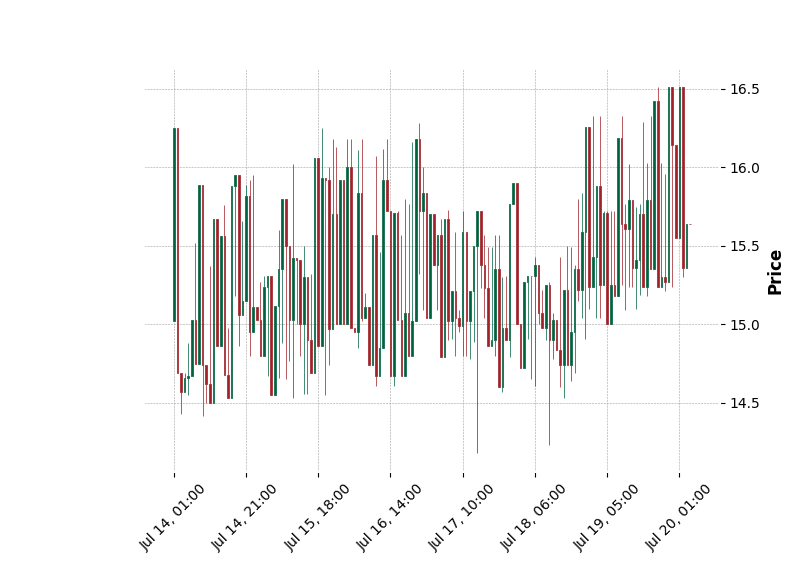 16.5
16.0
15.5
15.0
14.5
Price
Jul 14, 01:00
Jul 14, 21:00
Jul 15, 18:00
Jul 16, 14:00
Jul 17, 10:00
Jul 18, 06:00
Jul 19, 05:00
Jul 20, 01:00